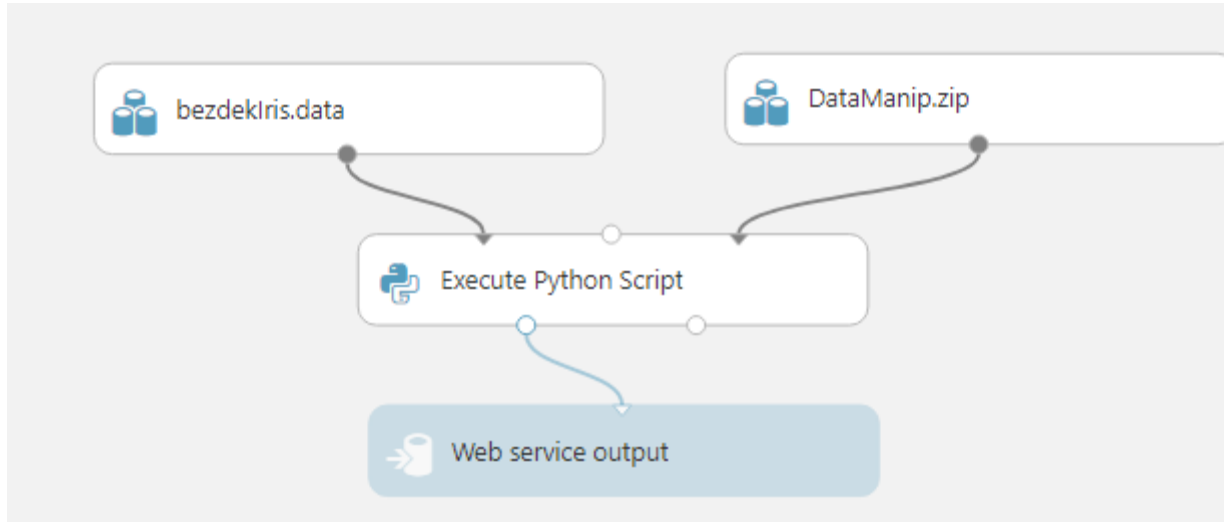 bezdekIris.data
DataManip.zip
Execute Python Script
Web service output